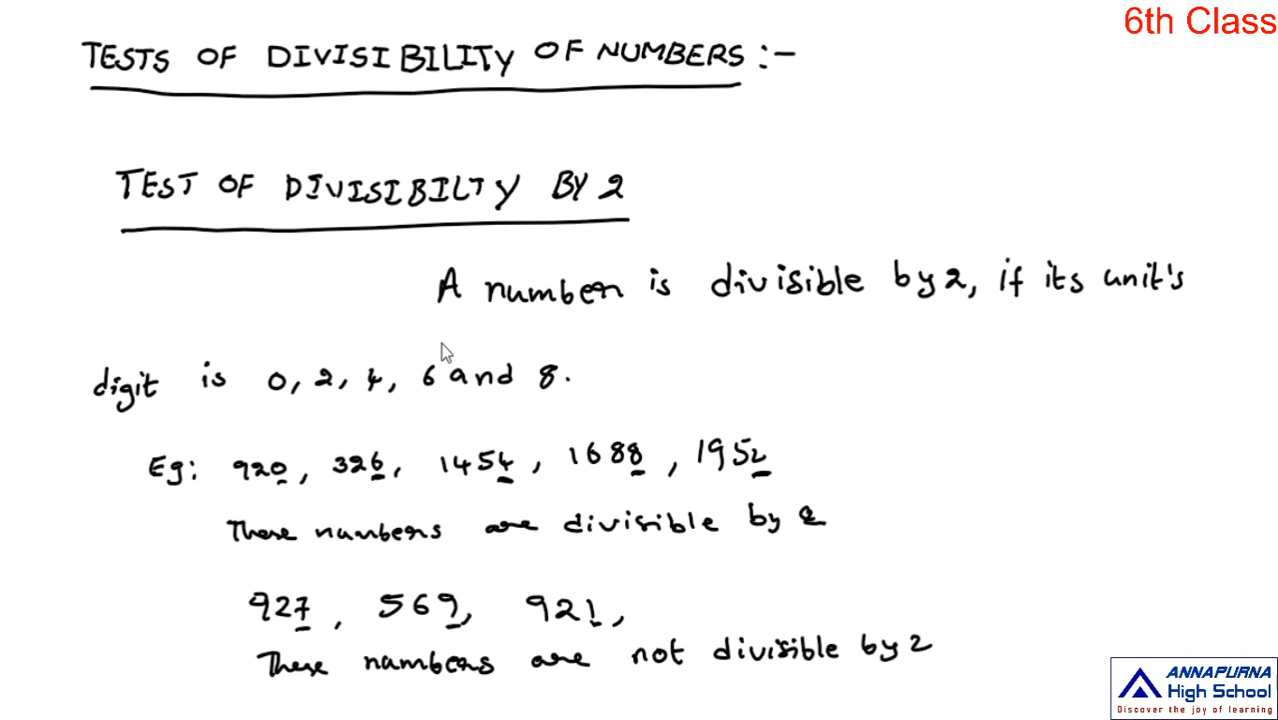 6th Class
TESTS OF DIVISIBILITY OF NUMBERS :-
TEST OF DIVISIBILTY BY 2
A number is divisible by 2, if its unit's
digit is 0, 2, 4, 6 and 8.
Eg: 920, 326, 1454, 1688, 1952
These numbers are divisible by 2
927, 569, 921,
These numbers are not divisible by 2
ANNAPURNA
High School
Discover the joy of learning